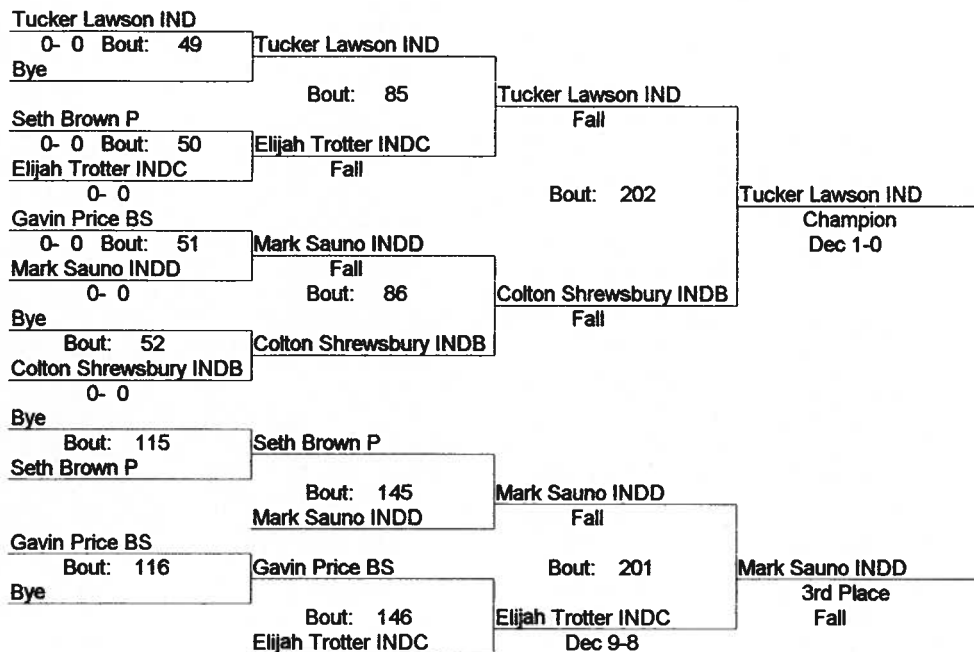 Tucker Lawson IND
0- 0 Bout: 49
Bye
Tucker Lawson IND
Bout: 85
Seth Brown P
0- 0 Bout: 50
Elijah Trotter INDC
0- 0
Elijah Trotter INDC
Fall
Tucker Lawson IND
Fall
Bout: 202
Tucker Lawson IND
Champion
Dec 1-0
Gavin Price BS
0- 0 Bout: 51
Mark Sauno INDD
0- 0
Mark Sauno INDD
Fall
Bout: 86
Bye
Bout: 52
Colton Shrewsbury INDB
0- 0
Colton Shrewsbury INDB
Colton Shrewsbury INDB
Fall
Bye
Bout: 115
Seth Brown P
Seth Brown P
Bout: 145
Mark Sauno INDD
Mark Sauno INDD
Fall
Gavin Price BS
Bout: 116
Bye
Gavin Price BS
Bout: 146
Elijah Trotter INDC
Bout: 201
Elijah Trotter INDC
Dec 9-8
Mark Sauno INDD
3rd Place
Fall